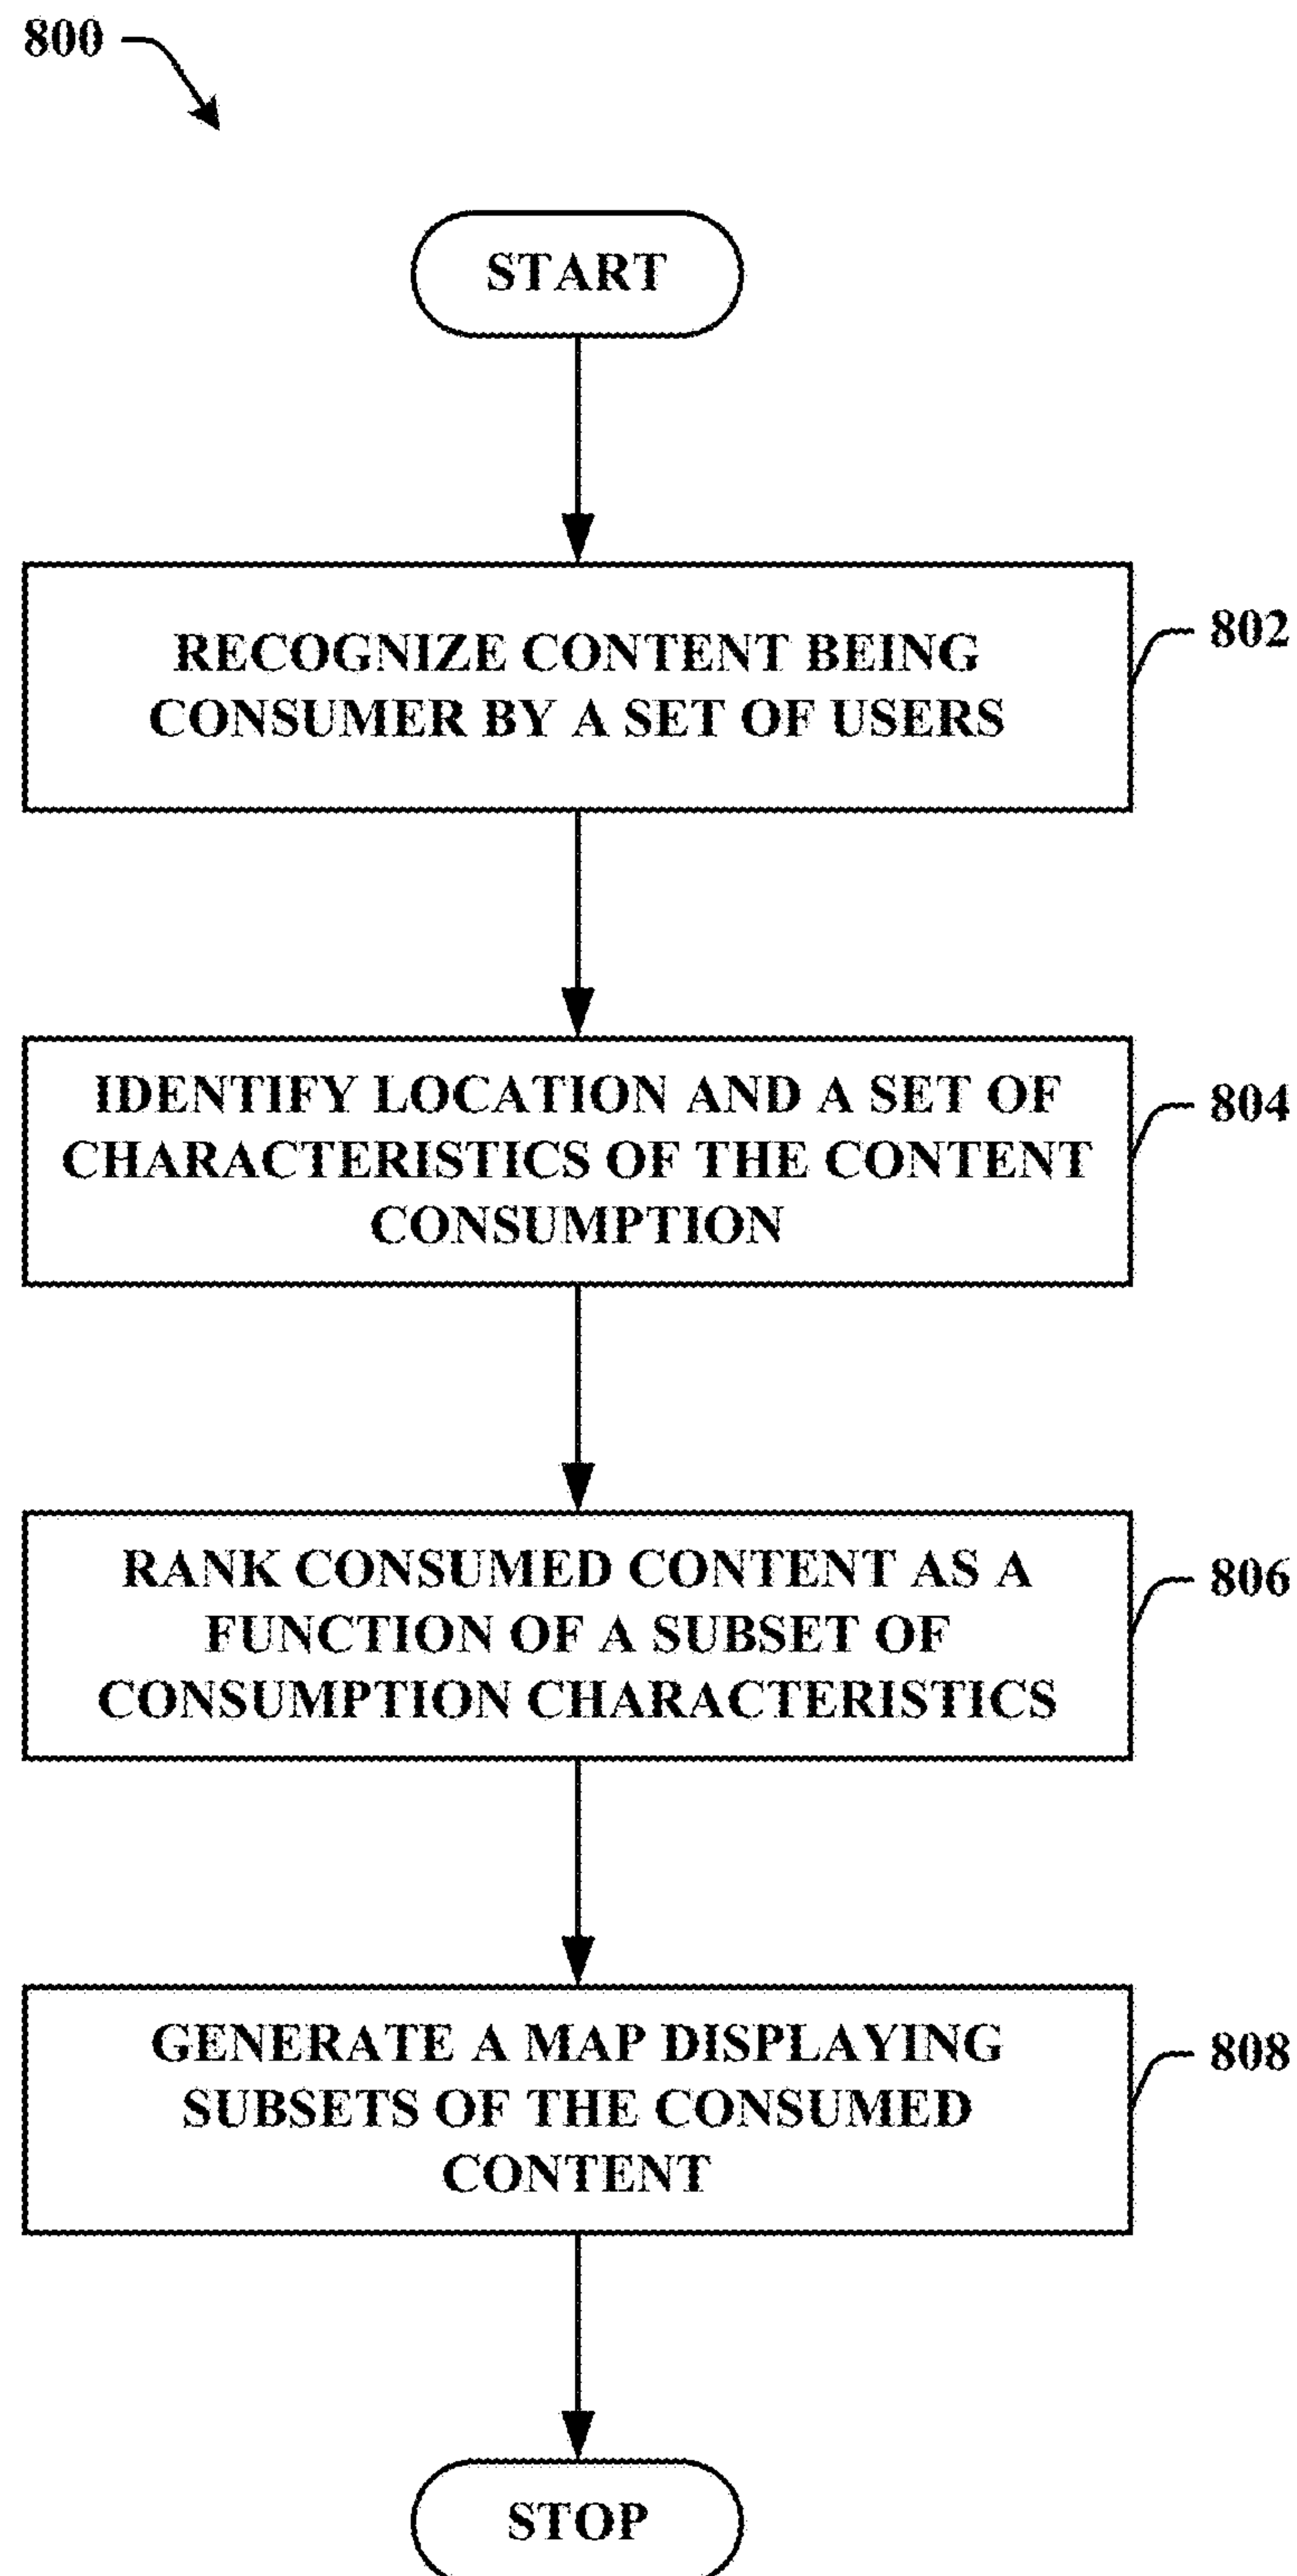 800
START
RECOGNIZE CONTENT BEING
CONSUMER BY A SET OF USERS
802
IDENTIFY LOCATION AND A SET OF
CHARACTERISTICS OF THE CONTENT
CONSUMPTION
804
RANK CONSUMED CONTENT AS A
FUNCTION OF A SUBSET OF
CONSUMPTION CHARACTERISTICS
806
GENERATE A MAP DISPLAYING
SUBSETS OF THE CONSUMED
CONTENT
808
STOP